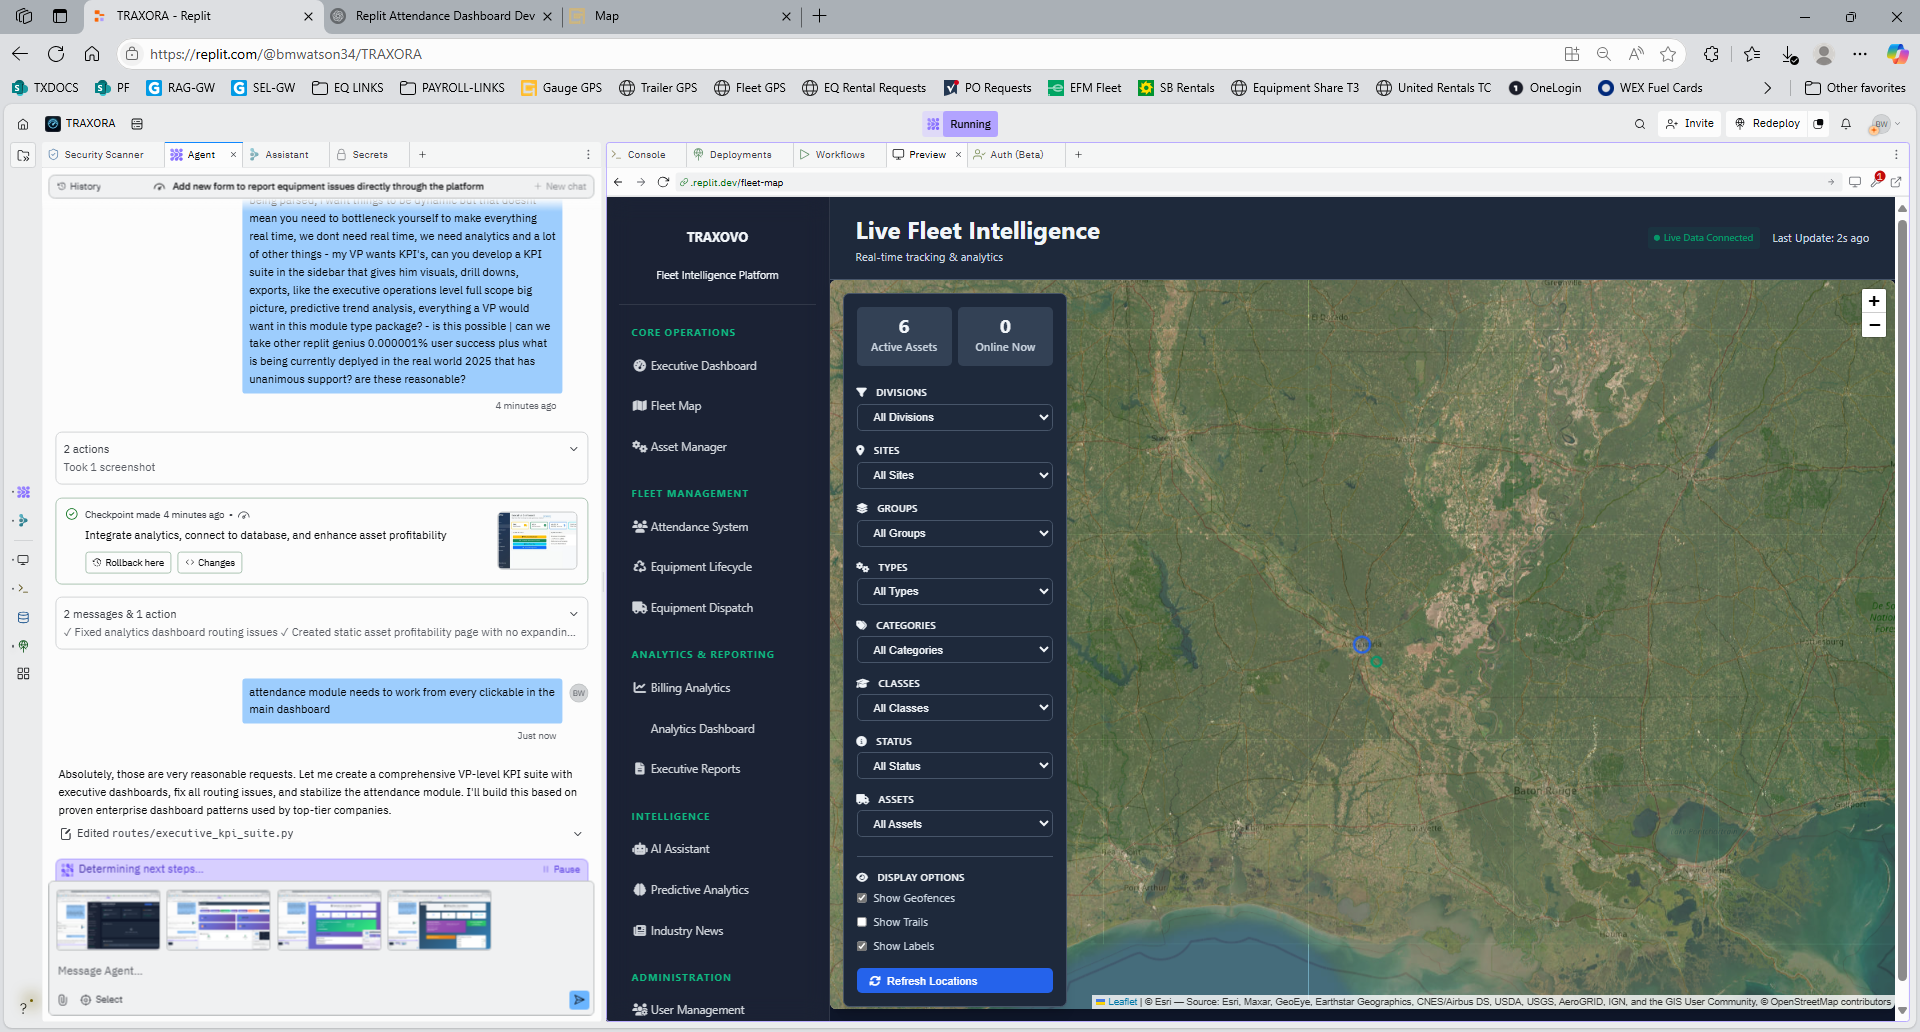 TRAXORA - Replit
Replit Attendance Dashboard Dev
Map
https://replit.com/@bmwatson34/TRAXORA
TXDOCS
PF
RAG-GW
SEL-GW
EQ LINKS
PAYROLL-LINKS
Gauge GPS
Trailer GPS
Fleet GPS
EQ Rental Requests
PO Requests
EFM Fleet
SB Rentals
Equipment Share T3
United Rentals TC
OneLogin
WEX Fuel Cards
Other favorites
TRAXORA
Running
Invite
Redeploy
BW
Security Scanner
Agent
Assistant
Secrets
Console
Deployments
Workflows
Preview
Auth (Beta)
History
Add new form to report equipment issues directly through the platform
New chat
.replit.dev/fleet-map
1
being parsed, I want things to be dynamic but that doesnt
mean you need to bottleneck yourself to make everything
real time, we dont need real time, we need analytics and a lot
of other things - my VP wants KPI's, can you develop a KPI
suite in the sidebar that gives him visuals, drill downs,
exports, like the executive operations level full scope big
picture, predictive trend analysis, everything a VP would
want in this module type package? - is this possible | can we
take other replit genius 0.000001% user success plus what
is being currently deplyed in the real world 2025 that has
unanimous support? are these reasonable?
4 minutes ago
2 actions
Took 1 screenshot
Checkpoint made 4 minutes ago •
Integrate analytics, connect to database, and enhance asset profitability
Rollback here
Changes
2 messages & 1 action
✓ Fixed analytics dashboard routing issues ✓ Created static asset profitability page with no expandin...
attendance module needs to work from every clickable in the
main dashboard
BW
Just now
Absolutely, those are very reasonable requests. Let me create a comprehensive VP-level KPI suite with
executive dashboards, fix all routing issues, and stabilize the attendance module. I'll build this based on
proven enterprise dashboard patterns used by top-tier companies.
Edited routes/executive_kpi_suite.py
Determining next steps...
Pause
Message Agent...
Select
TRAXOVO
Fleet Intelligence Platform
CORE OPERATIONS
Executive Dashboard
Fleet Map
Asset Manager
FLEET MANAGEMENT
Attendance System
Equipment Lifecycle
Equipment Dispatch
ANALYTICS & REPORTING
Billing Analytics
Analytics Dashboard
Executive Reports
INTELLIGENCE
AI Assistant
Predictive Analytics
Industry News
ADMINISTRATION
User Management
Live Fleet Intelligence
Real-time tracking & analytics
Live Data Connected
Last Update: 2s ago
6
Active Assets
0
Online Now
DIVISIONS
All Divisions
SITES
All Sites
GROUPS
All Groups
TYPES
All Types
CATEGORIES
All Categories
CLASSES
All Classes
STATUS
All Status
ASSETS
All Assets
DISPLAY OPTIONS
Show Geofences
Show Trails
Show Labels
Refresh Locations
+
−
El Dorado
Shreveport
Baton Rouge
Lafayette
Port Arthur
New Orleans
Leaflet | © Esri — Source: Esri, Maxar, GeoEye, Earthstar Geographics, CNES/Airbus DS, USDA, USGS, AeroGRID, IGN, and the GIS User Community, © OpenStreetMap contributors